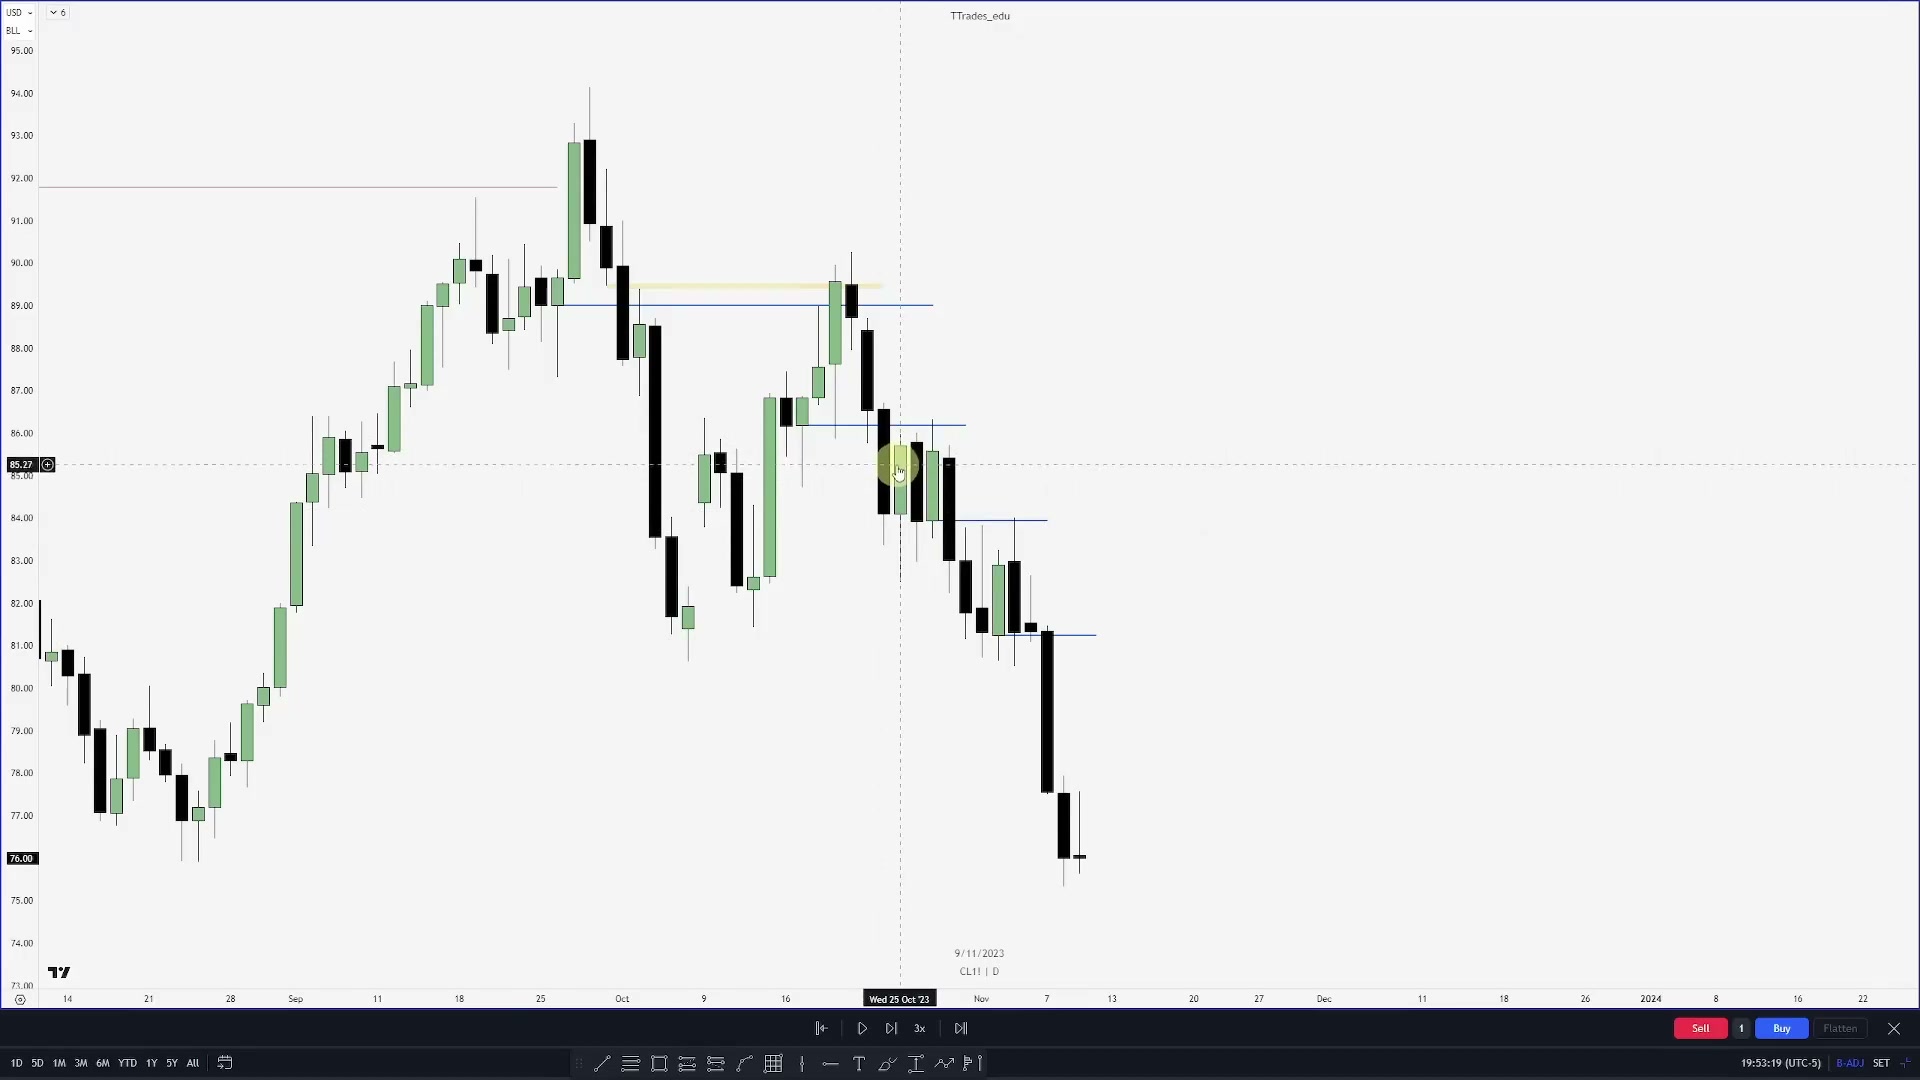 USD
6
TTrades_edu
BLL
95.00
94.00
93.00
92.00
91.00
90.00
89.00
88.00
87.00
86.00
85.27
85.00
84.00
83.00
82.00
81.00
80.00
79.00
78.00
77.00
76.00
75.00
74.00
73.00
9/11/2023
CL1! | D
14 21 28 Sep 11 18 25 Oct 9 16 Wed 25 Oct '23 Nov 7 13 20 27 Dec 11 18 26 2024 8 16 22
3x
Sell 1 Buy Flatten
1D 5D 1M 3M 6M YTD 1Y 5Y All
19:53:19 (UTC-5) B-ADJ SET